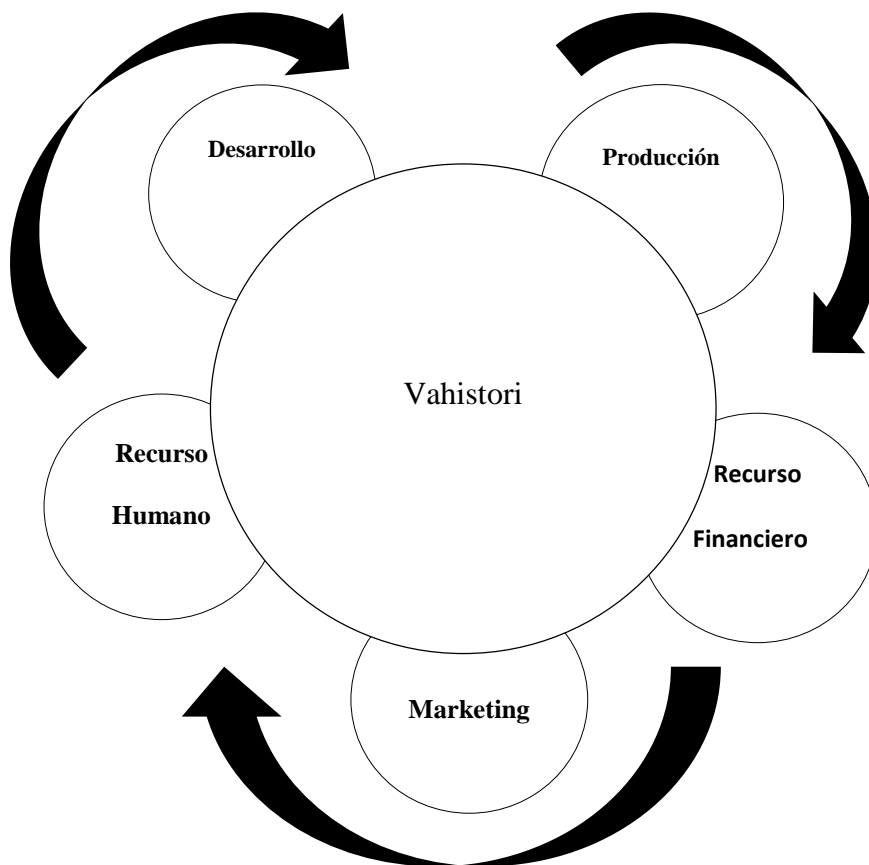 Desarrollo
Producción
Vahistori
Recurso
Humano
Recurso
Financiero
Marketing